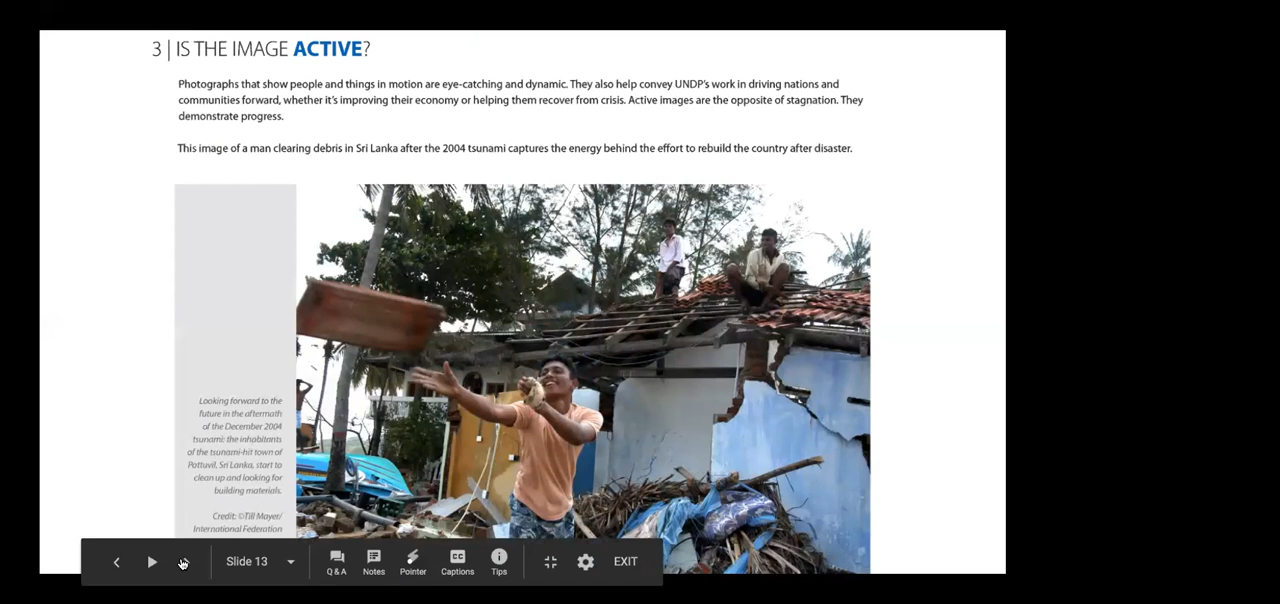 3 | IS THE IMAGE ACTIVE?
Photographs that show people and things in motion are eye-catching and dynamic. They also help convey UNDP's work in driving nations and
communities forward, whether it's improving their economy or helping them recover from crisis. Active images are the opposite of stagnation. They
demonstrate progress.
This image of a man clearing debris in Sri Lanka after the 2004 tsunami captures the energy behind the effort to rebuild the country after disaster.
Looking forward to the
future in the aftermath
of the December 2004
tsunami: the inhabitants
of the tsunami-hit town of
Pottuvil, Sri Lanka, start to
clean up and looking for
building materials.
Credit: ©Till Mayer/
International Federation
Slide 13
Q & A
Notes
Pointer
CC
Captions
Tips
EXIT